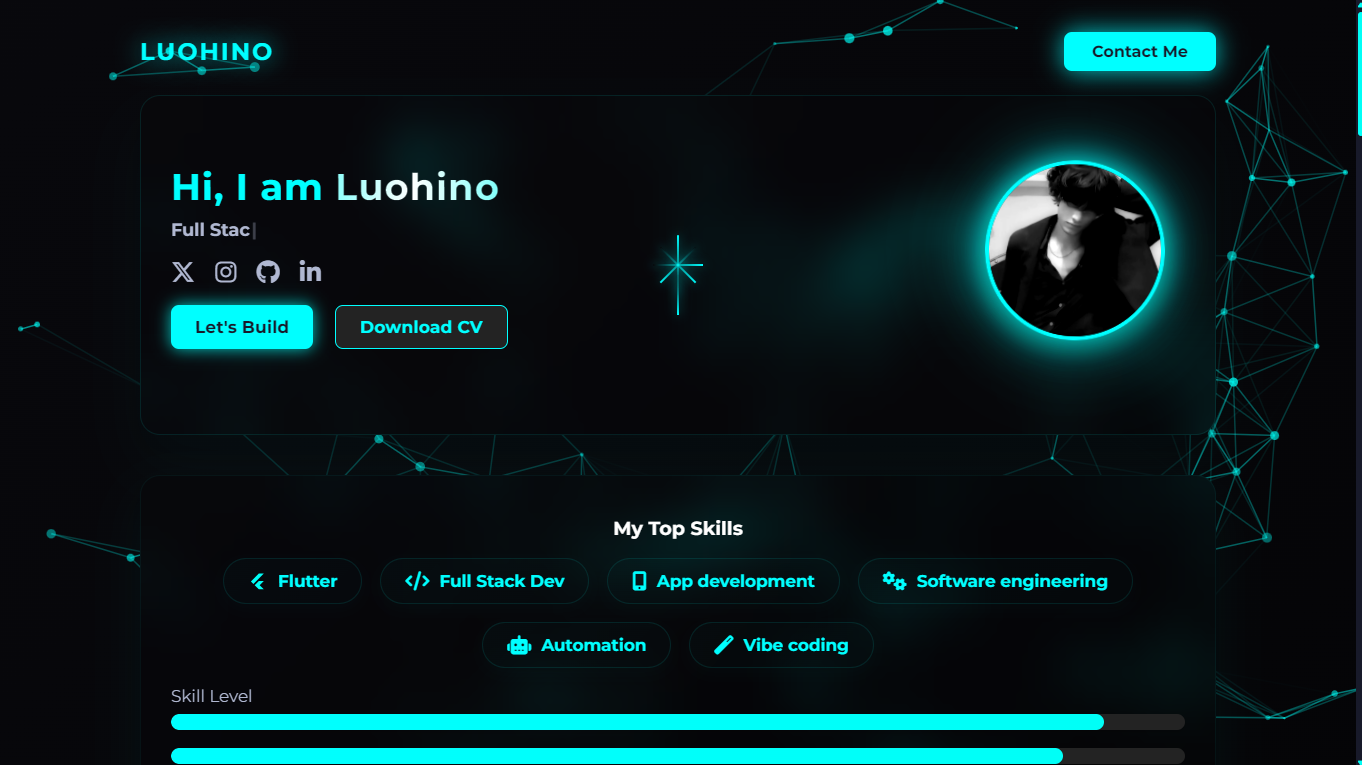 LUOHINO
Contact Me
Hi, I am Luohino
Full Stac|
Let's Build
Download CV
My Top Skills
Flutter
Full Stack Dev
App development
Software engineering
Automation
Vibe coding
Skill Level